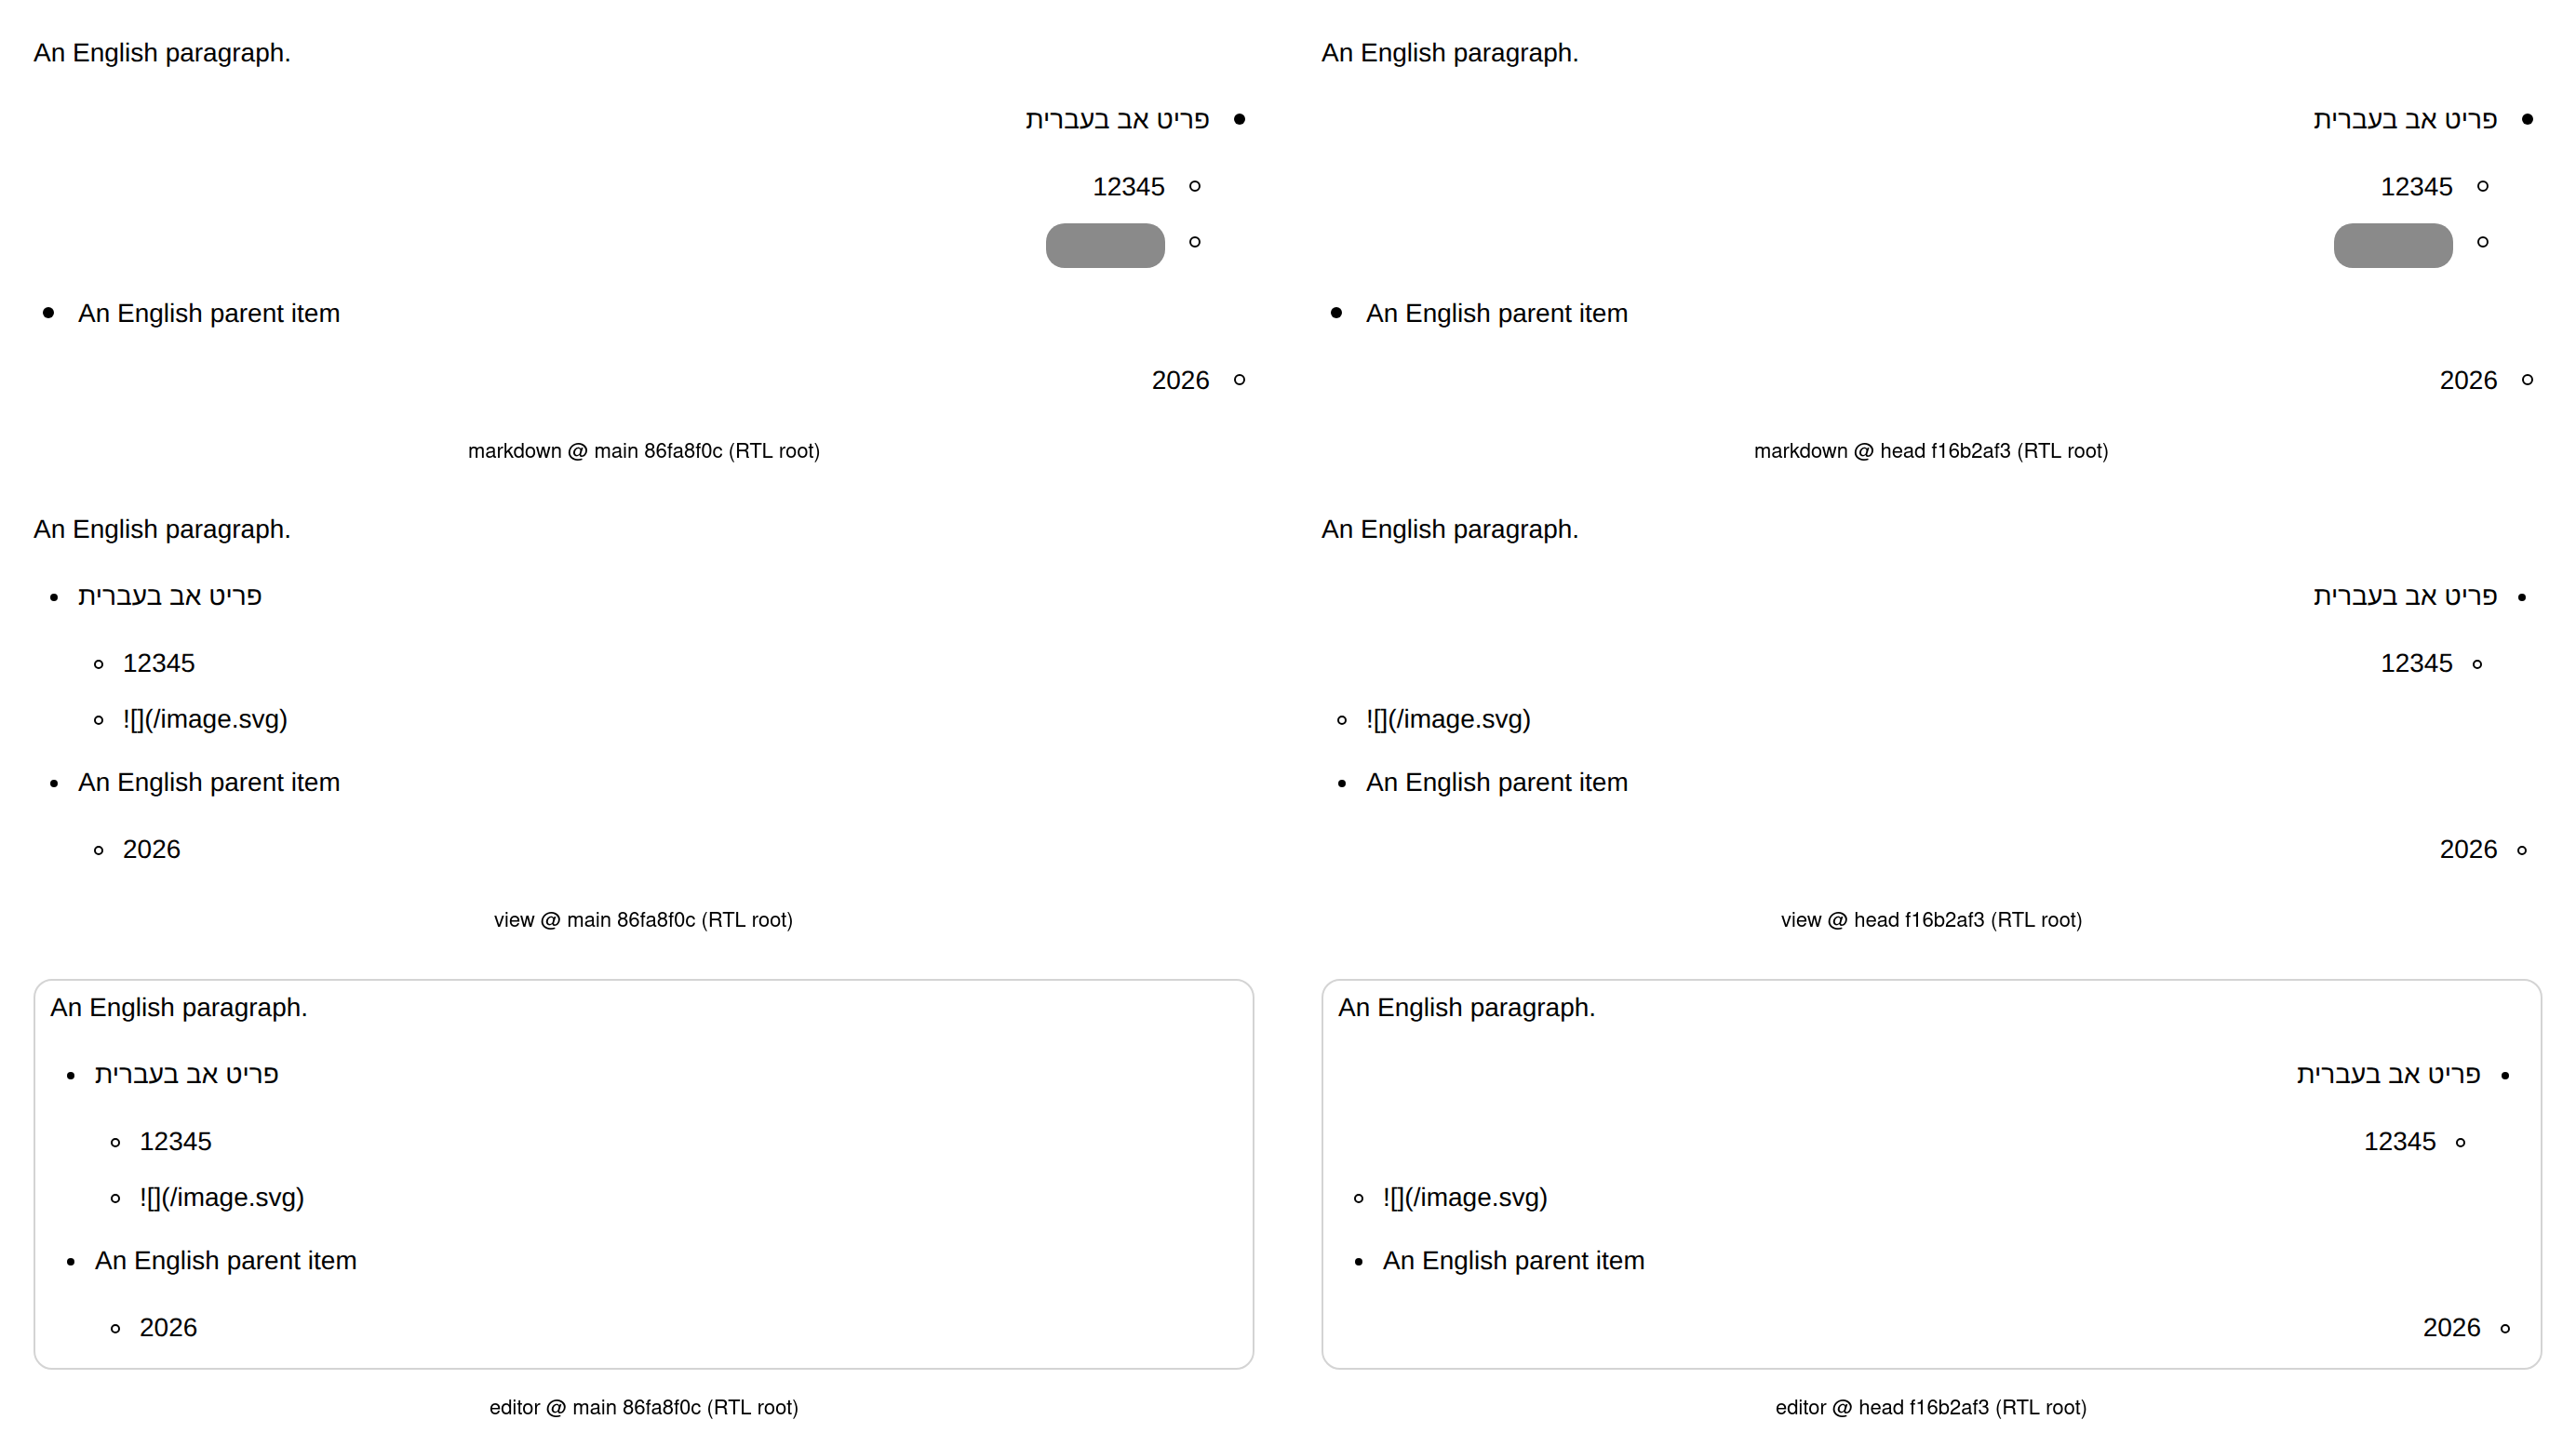 An English paragraph.
פריט אב בעברית
12345
An English parent item
2026
markdown @ main 86fa8f0c (RTL root)
An English paragraph.
פריט אב בעברית
12345
An English parent item
2026
markdown @ head f16b2af3 (RTL root)
An English paragraph.
פריט אב בעברית
12345
![](/image.svg)
An English parent item
2026
view @ main 86fa8f0c (RTL root)
An English paragraph.
פריט אב בעברית
12345
![](/image.svg)
An English parent item
2026
view @ head f16b2af3 (RTL root)
An English paragraph.
פריט אב בעברית
12345
![](/image.svg)
An English parent item
2026
editor @ main 86fa8f0c (RTL root)
An English paragraph.
פריט אב בעברית
12345
![](/image.svg)
An English parent item
2026
editor @ head f16b2af3 (RTL root)